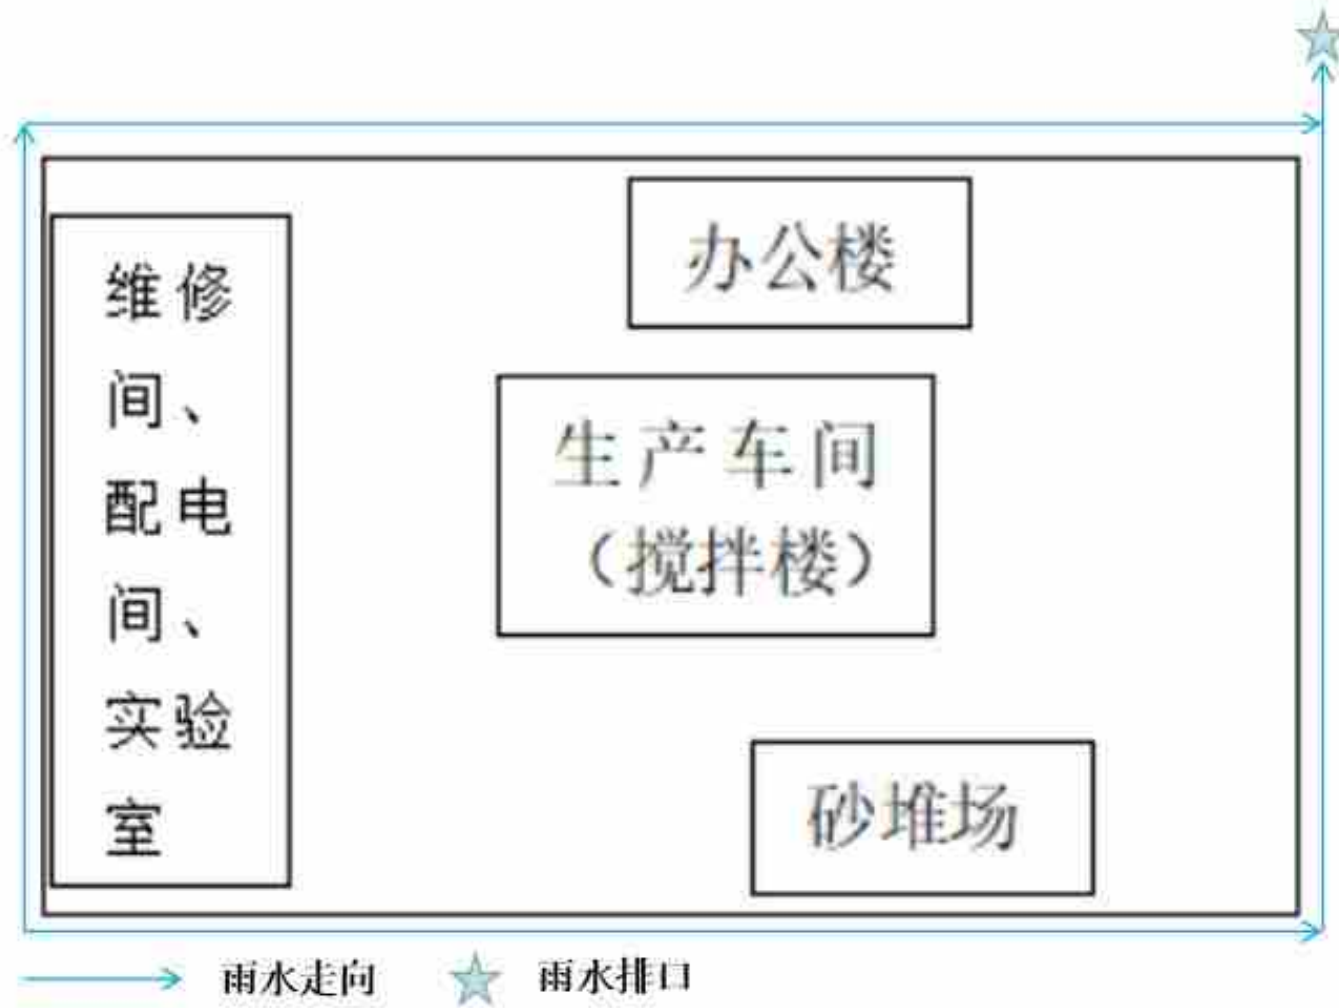 办公楼
维修
间、
配电
间、
实验
室
生产车间
（搅拌楼）
砂堆场
雨水走向
雨水排口